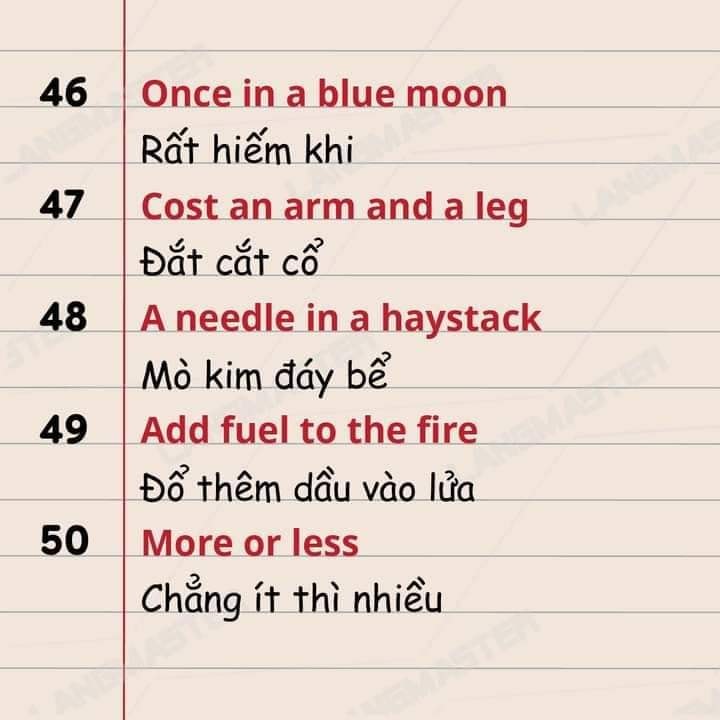 46 Once in a blue moon
Rất hiếm khi
47 Cost an arm and a leg
Đắt cắt cổ
48 A needle in a haystack
Mò kim đáy bể
49 Add fuel to the fire
Đổ thêm dầu vào lửa
50 More or less
Chẳng ít thì nhiều
LANGMASTER